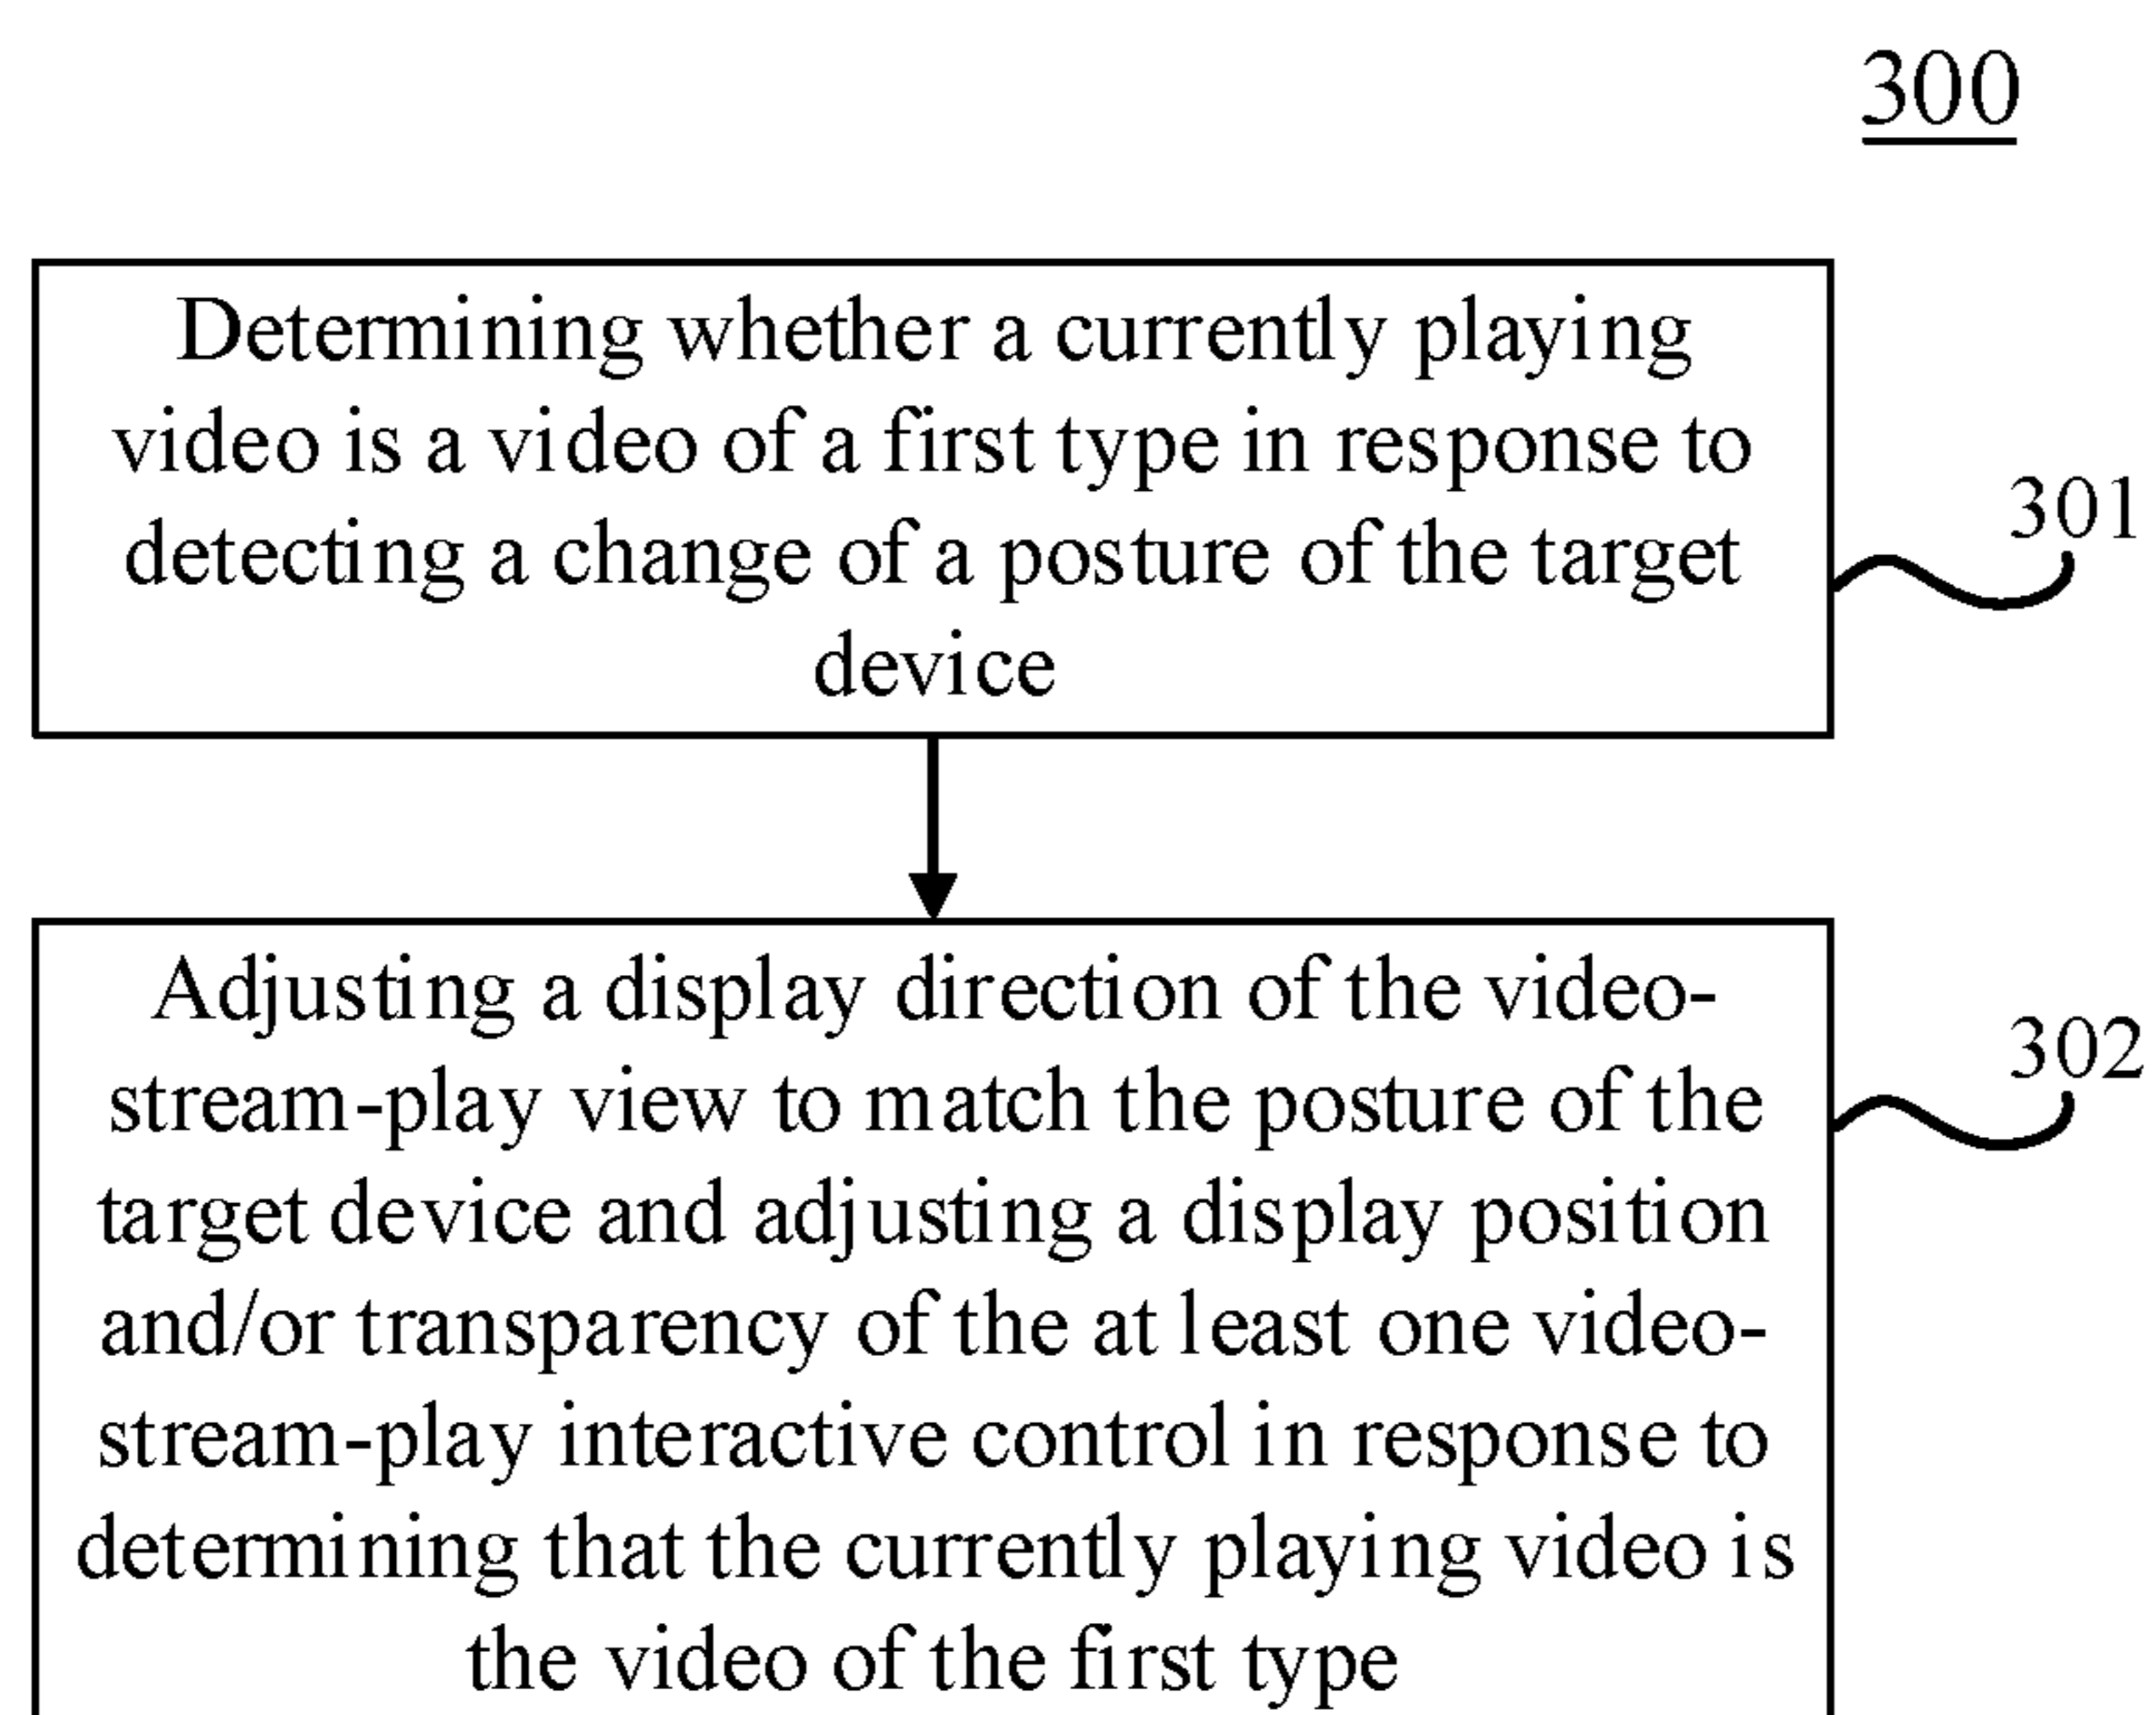 300
Determining whether a currently playing
video is a video of a first type in response to
detecting a change of a posture of the target
device
301
Adjusting a display direction of the video-
stream-play view to match the posture of the
target device and adjusting a display position
and/or transparency of the at least one video-
stream-play interactive control in response to
determining that the currently playing video is
the video of the first type
302